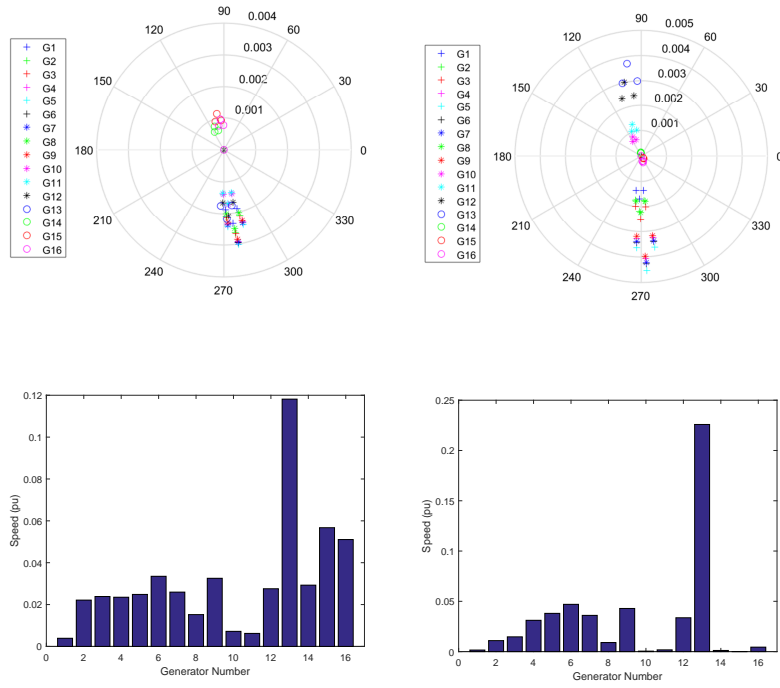 90
120
60
150
30
180
0
210
330
240
300
270
0.004
0.003
0.002
0.001
G1
G2
G3
G4
G5
G6
G7
G8
G9
G10
G11
G12
G13
G14
G15
G16
90
120
60
150
30
180
0
210
330
240
300
270
0.005
0.004
0.003
0.002
0.001
G1
G2
G3
G4
G5
G6
G7
G8
G9
G10
G11
G12
G13
G14
G15
G16
0.12
0.1
0.08
0.06
0.04
0.02
0
Speed (pu)
0 2 4 6 8 10 12 14 16
Generator Number
0.25
0.2
0.15
0.1
0.05
0
Speed (pu)
0 2 4 6 8 10 12 14 16
Generator Number